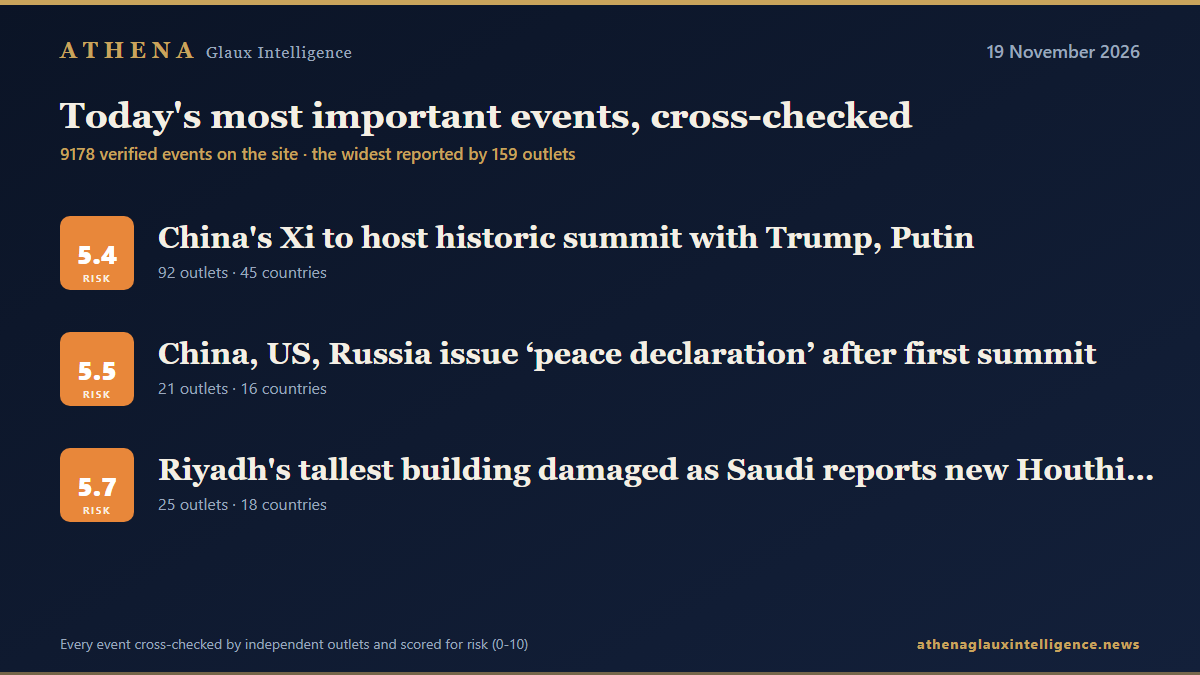 ATHENA Glaux Intelligence
19 November 2026
Today's most important events, cross-checked
9178 verified events on the site · the widest reported by 159 outlets
5.4
RISK
China's Xi to host historic summit with Trump, Putin
92 outlets · 45 countries
5.5
RISK
China, US, Russia issue ‘peace declaration’ after first summit
21 outlets · 16 countries
5.7
RISK
Riyadh's tallest building damaged as Saudi reports new Houthi…
25 outlets · 18 countries
Every event cross-checked by independent outlets and scored for risk (0-10)
athenaglauxintelligence.news